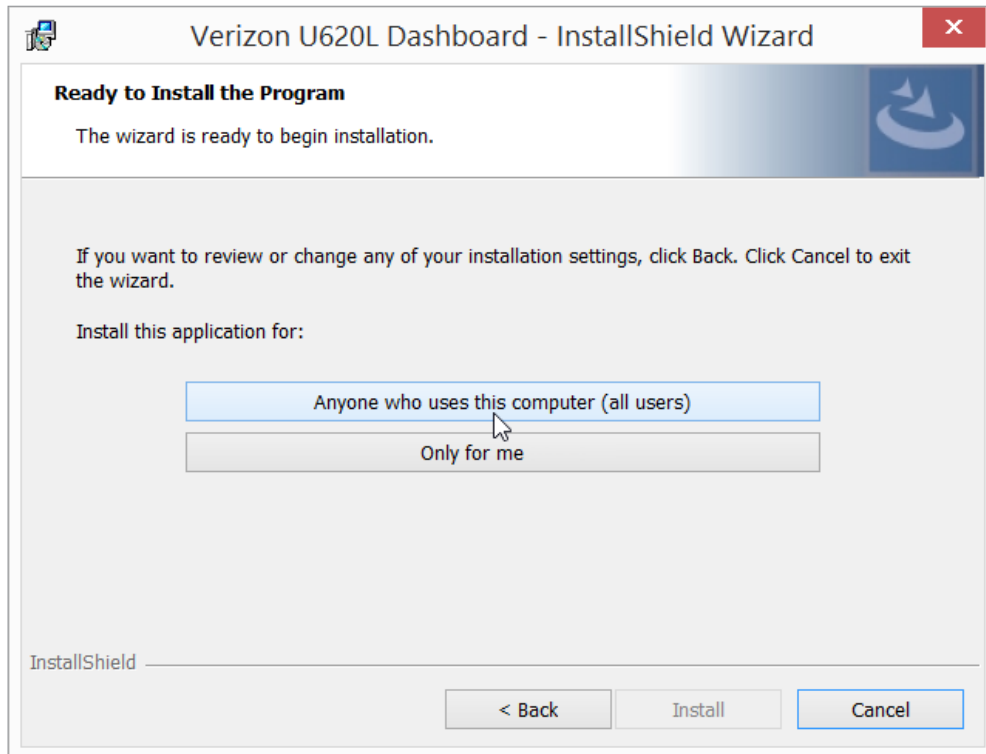 Verizon U620L Dashboard - InstallShield Wizard
Ready to Install the Program
The wizard is ready to begin installation.
If you want to review or change any of your installation settings, click Back. Click Cancel to exit
the wizard.
Install this application for:
Anyone who uses this computer (all users)
Only for me
InstallShield
< Back
Install
Cancel